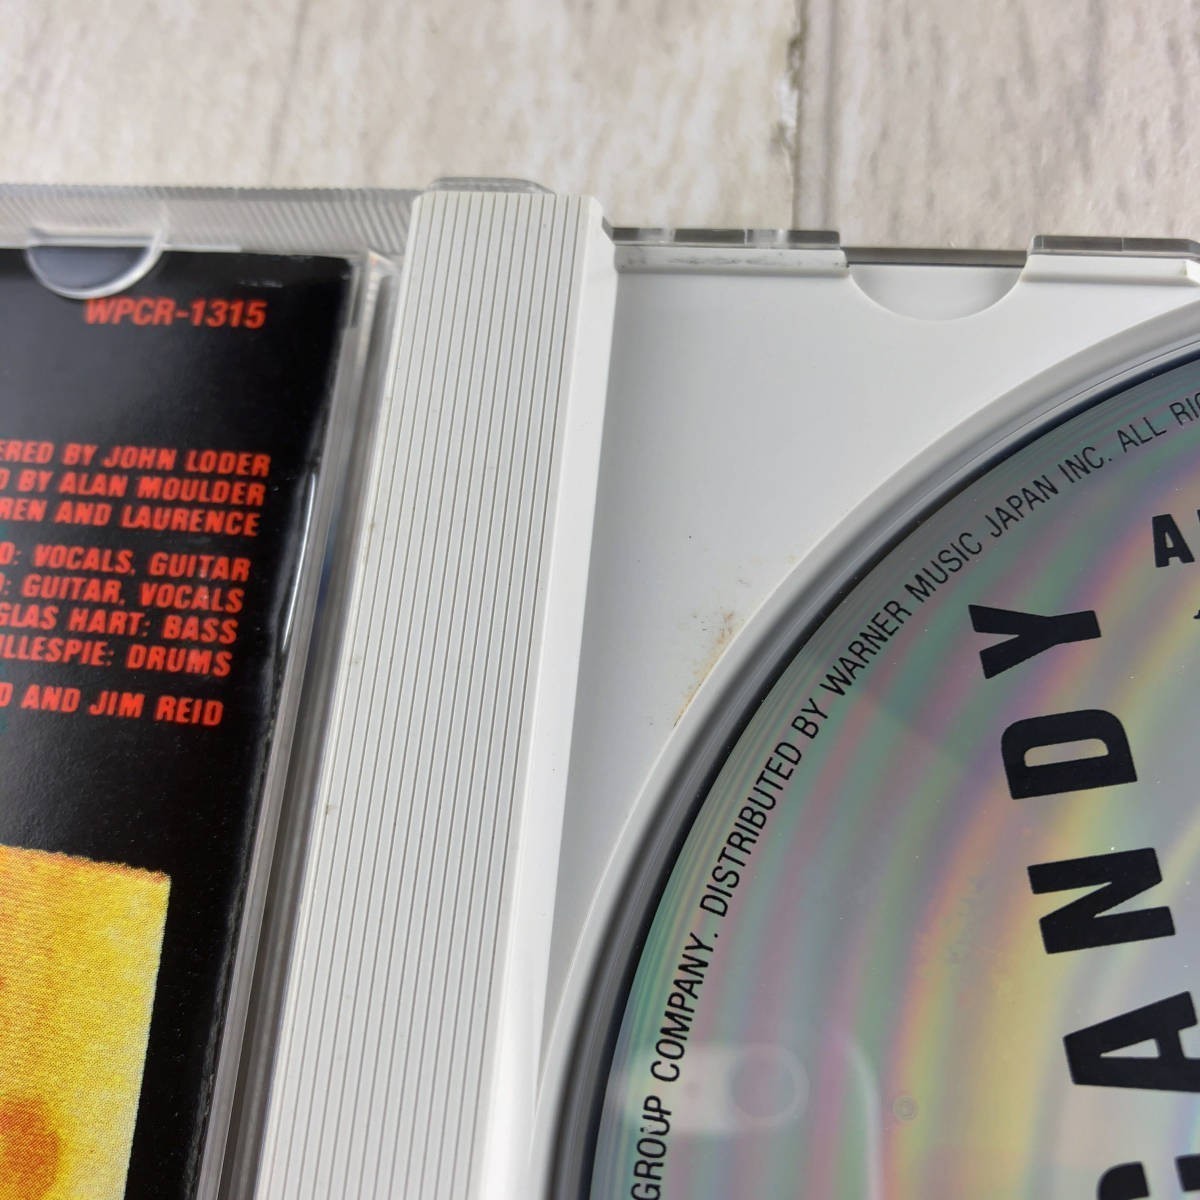 WPCR-1315
ERED BY JOHN LODER
D BY ALAN MOULDER
REN AND LAURENCE
O: VOCALS, GUITAR
D: GUITAR, VOCALS
GLAS HART: BASS
ILLESPIE: DRUMS
D AND JIM REID
GROUP COMPANY. DISTRIBUTED BY WARNER MUSIC JAPAN INC. ALL RIG
ANDY